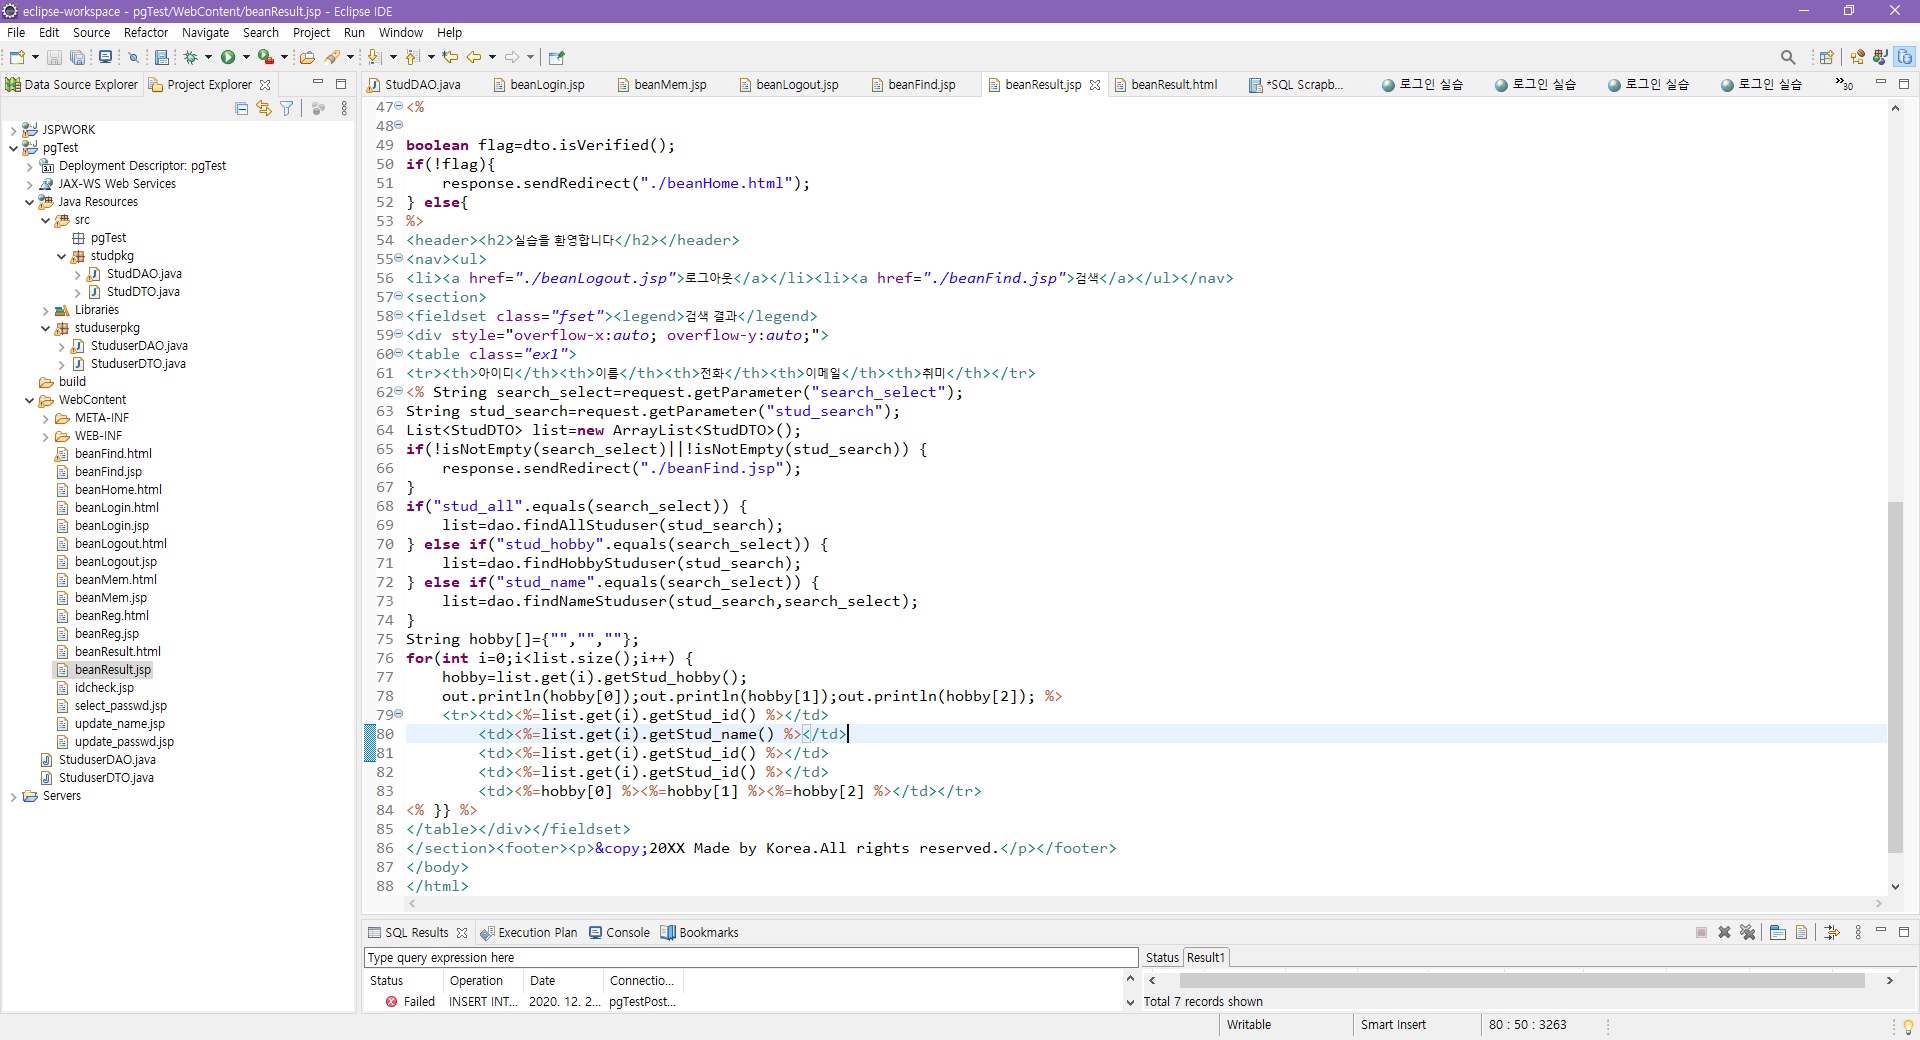 eclipse-workspace - pgTest/WebContent/beanResult.jsp - Eclipse IDE
File Edit Source Refactor Navigate Search Project Run Window Help
Data Source Explorer Project Explorer
StudDAO.java beanLogin.jsp beanMem.jsp beanLogout.jsp beanFind.jsp beanResult.jsp beanResult.html *SQL Scrapb... 로그인 실습 로그인 실습 로그인 실습 로그인 실습 »30
JSPWORK
pgTest
Deployment Descriptor: pgTest
JAX-WS Web Services
Java Resources
src
pgTest
studpkg
StudDAO.java
StudDTO.java
Libraries
studuserpkg
StuduserDAO.java
StuduserDTO.java
build
WebContent
META-INF
WEB-INF
beanFind.html
beanFind.jsp
beanHome.html
beanLogin.html
beanLogin.jsp
beanLogout.html
beanLogout.jsp
beanMem.html
beanMem.jsp
beanReg.html
beanReg.jsp
beanResult.html
beanResult.jsp
idcheck.jsp
select_passwd.jsp
update_name.jsp
update_passwd.jsp
StuduserDAO.java
StuduserDTO.java
Servers
47 <%
48
49 boolean flag=dto.isVerified();
50 if(!flag){
51     response.sendRedirect("./beanHome.html");
52 } else{
53 %>
54 <header><h2>실습을 환영합니다</h2></header>
55 <nav><ul>
56 <li><a href="./beanLogout.jsp">로그아웃</a></li><li><a href="./beanFind.jsp">검색</a></ul></nav>
57 <section>
58 <fieldset class="fset"><legend>검색 결과</legend>
59 <div style="overflow-x:auto; overflow-y:auto;">
60 <table class="ex1">
61 <tr><th>아이디</th><th>이름</th><th>전화</th><th>이메일</th><th>취미</th></tr>
62 <% String search_select=request.getParameter("search_select");
63 String stud_search=request.getParameter("stud_search");
64 List<StudDTO> list=new ArrayList<StudDTO>();
65 if(!isNotEmpty(search_select)||!isNotEmpty(stud_search)) {
66     response.sendRedirect("./beanFind.jsp");
67 }
68 if("stud_all".equals(search_select)) {
69     list=dao.findAllStuduser(stud_search);
70 } else if("stud_hobby".equals(search_select)) {
71     list=dao.findHobbyStuduser(stud_search);
72 } else if("stud_name".equals(search_select)) {
73     list=dao.findNameStuduser(stud_search,search_select);
74 }
75 String hobby[]={"","",""};
76 for(int i=0;i<list.size();i++) {
77     hobby=list.get(i).getStud_hobby();
78     out.println(hobby[0]);out.println(hobby[1]);out.println(hobby[2]); %>
79     <tr><td><%=list.get(i).getStud_id() %></td>
80         <td><%=list.get(i).getStud_name() %></td>
81         <td><%=list.get(i).getStud_id() %></td>
82         <td><%=list.get(i).getStud_id() %></td>
83         <td><%=hobby[0] %><%=hobby[1] %><%=hobby[2] %></td></tr>
84 <% }} %>
85 </table></div></fieldset>
86 </section><footer><p>&copy;20XX Made by Korea.All rights reserved.</p></footer>
87 </body>
88 </html>
SQL Results Execution Plan Console Bookmarks
Type query expression here
Status Operation Date Connectio...
Failed INSERT INT... 2020. 12. 2... pgTestPost...
Status Result1
Total 7 records shown
Writable Smart Insert 80 : 50 : 3263